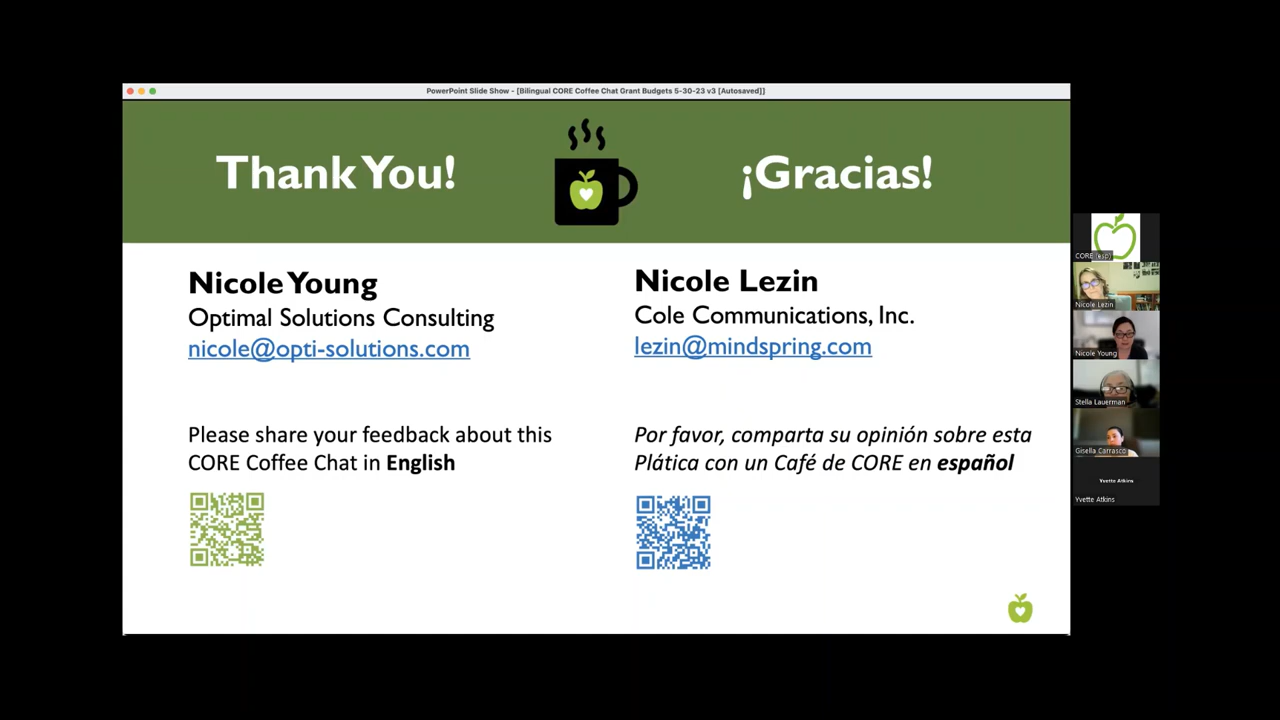 PowerPoint Slide Show - [Bilingual CORE Coffee Chat Grant Budgets 5-30-23 v3 [Autosaved]]
Thank You!
¡Gracias!
Nicole Young
Optimal Solutions Consulting
nicole@opti-solutions.com
Nicole Lezin
Cole Communications, Inc.
lezin@mindspring.com
Please share your feedback about this
CORE Coffee Chat in English
Por favor, comparta su opinión sobre esta
Plática con un Café de CORE en español
CORE (esp)
Nicole Lezin
Nicole Young
Stella Lauerman
Gisella Carrasco
Yvette Atkins
Yvette Atkins